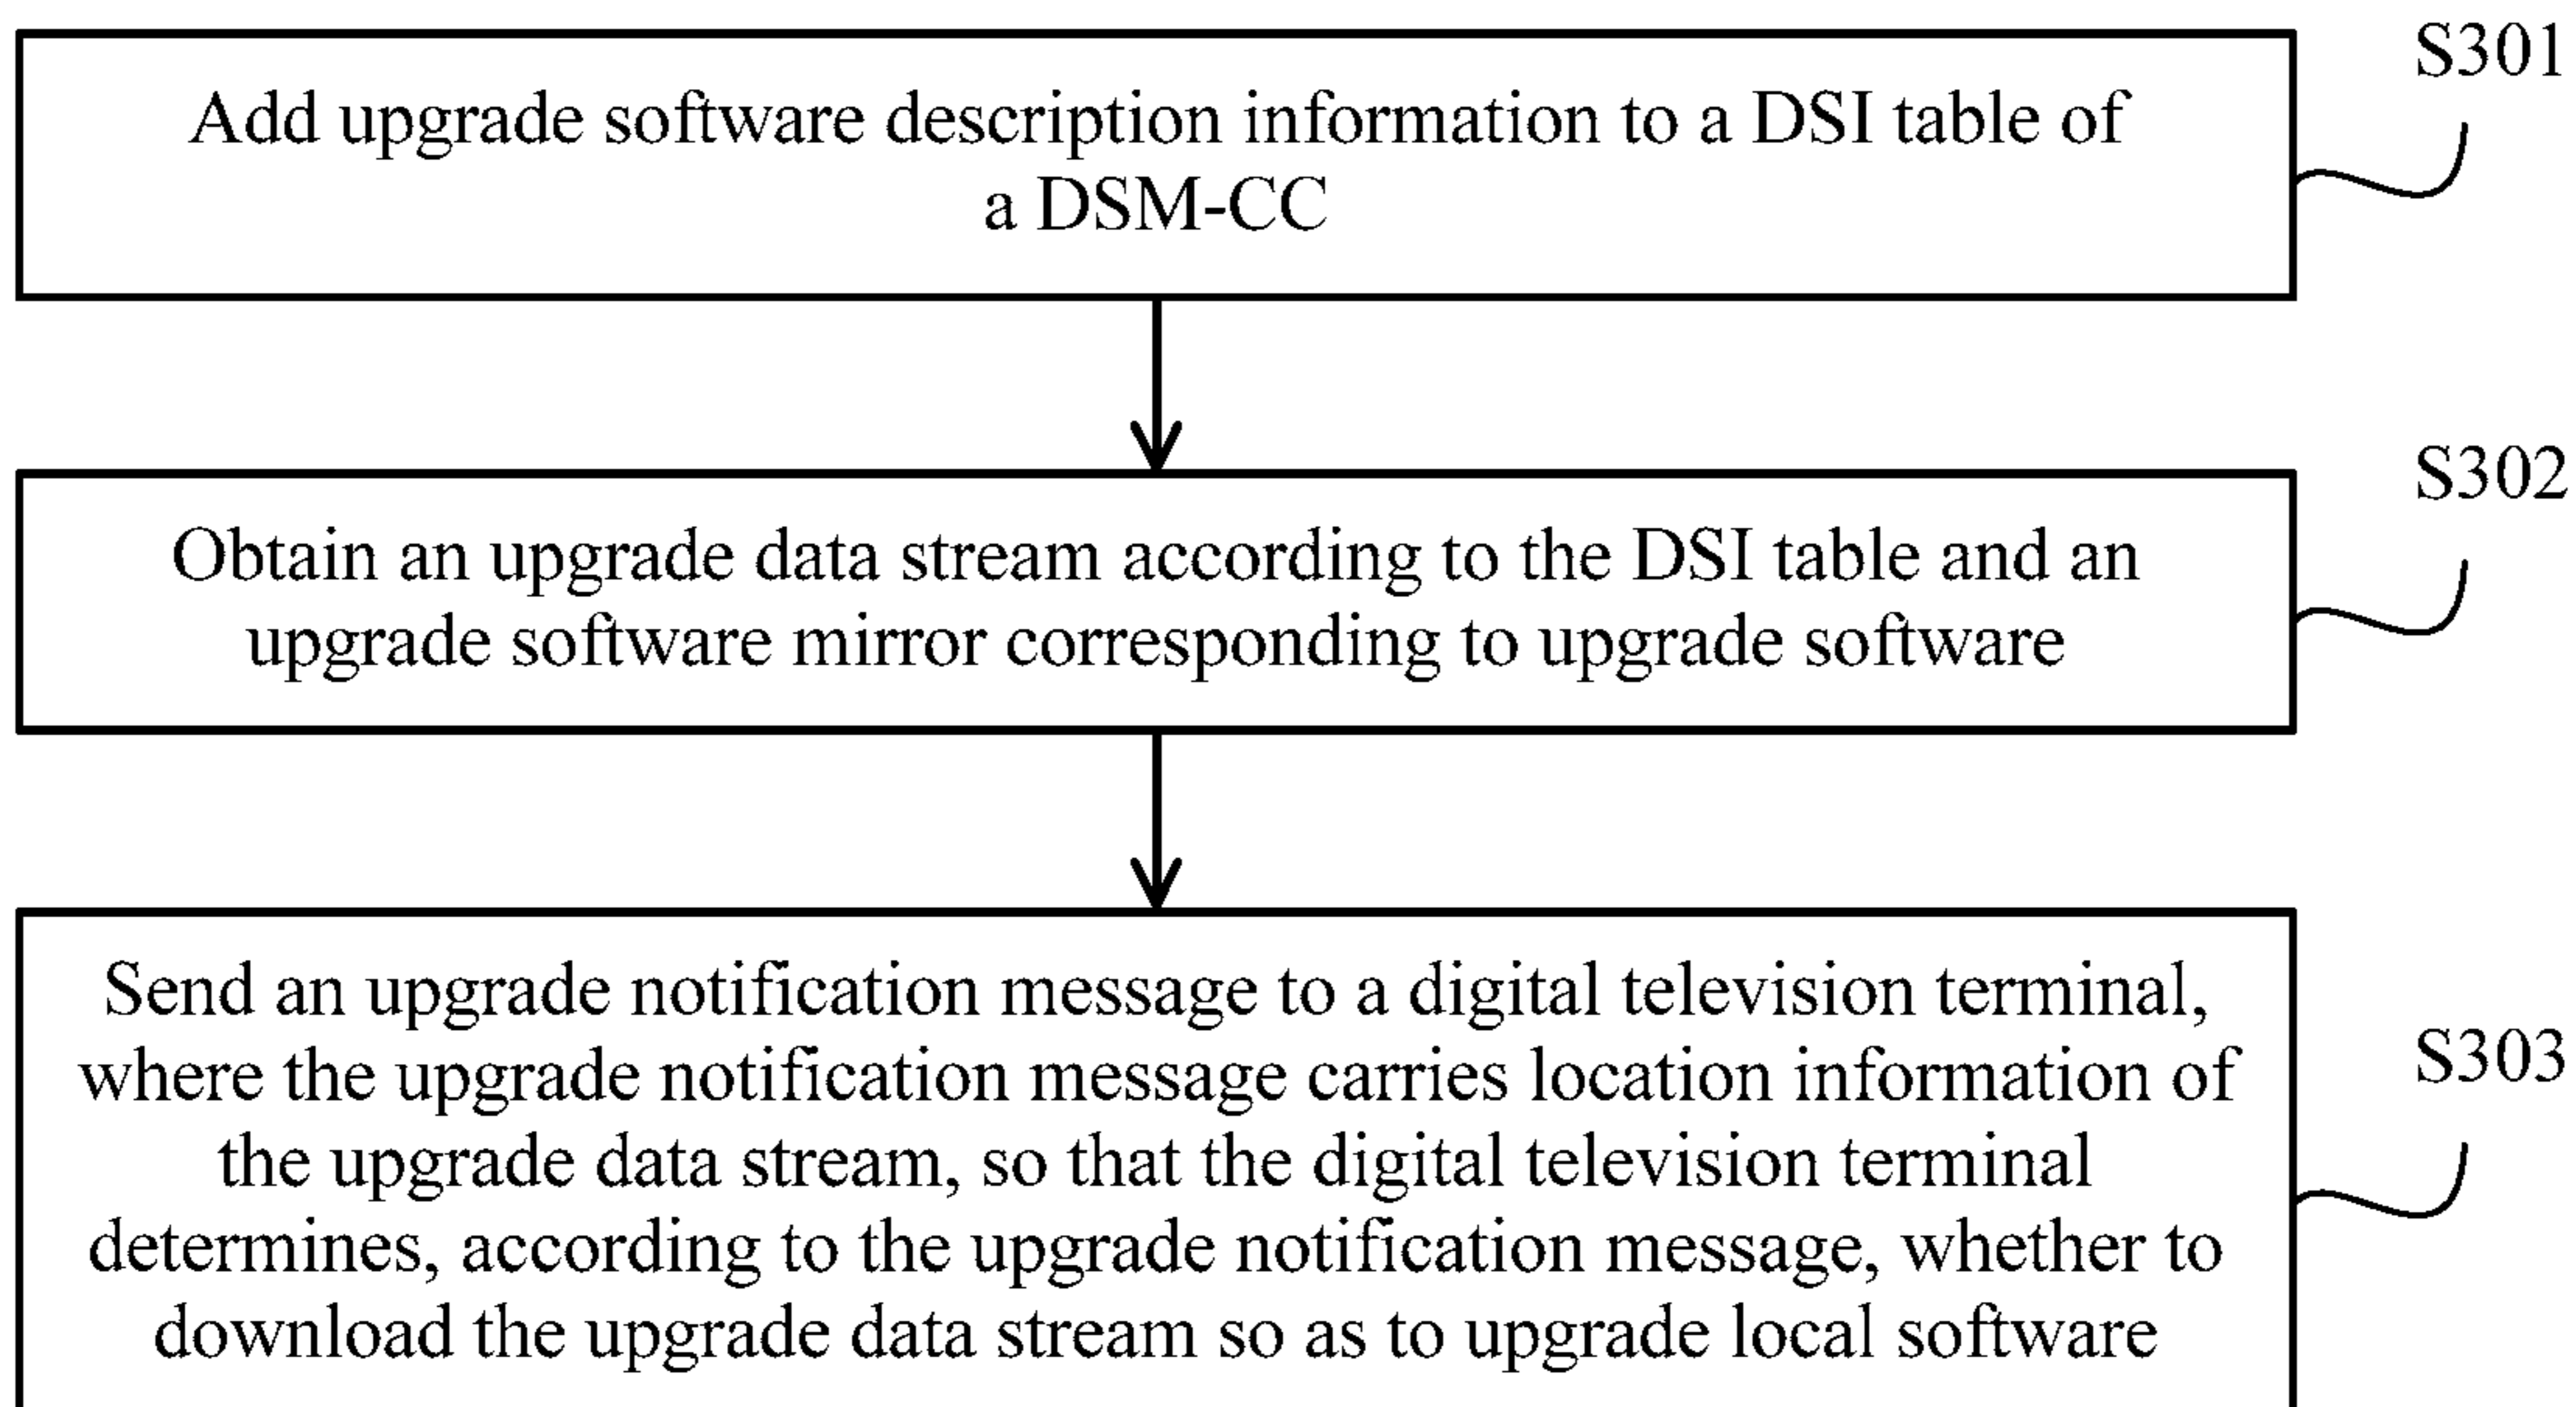 S301
Add upgrade software description information to a DSI table of
a DSM-CC
S302
Obtain an upgrade data stream according to the DSI table and an
upgrade software mirror corresponding to upgrade software
S303
Send an upgrade notification message to a digital television terminal,
where the upgrade notification message carries location information of
the upgrade data stream, so that the digital television terminal
determines, according to the upgrade notification message, whether to
download the upgrade data stream so as to upgrade local software